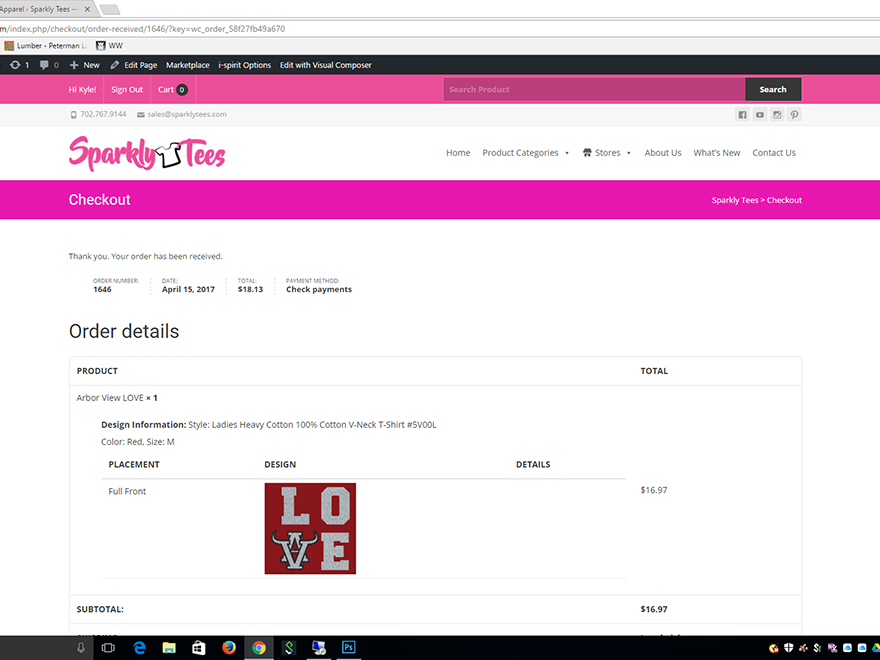 Apparel ‹ Sparkly Tees —
m/index.php/checkout/order-received/1646/?key=wc_order_58f27fb49a670
Lumber - Peterman L WW
1 0 New Edit Page Marketplace i-spirit Options Edit with Visual Composer
Hi Kyle! Sign Out Cart 0 Search Product Search
702.767.9144 sales@sparklytees.com
Sparkly Tees
Home Product Categories Stores About Us What's New Contact Us
Checkout Sparkly Tees > Checkout
Thank you. Your order has been received.
ORDER NUMBER: DATE: TOTAL: PAYMENT METHOD:
1646 April 15, 2017 $18.13 Check payments
Order details
PRODUCT TOTAL
Arbor View LOVE × 1
Design Information: Style: Ladies Heavy Cotton 100% Cotton V-Neck T-Shirt #5V00L
Color: Red, Size: M
PLACEMENT DESIGN DETAILS
Full Front $16.97
LO
AVE
SUBTOTAL: $16.97
Ps